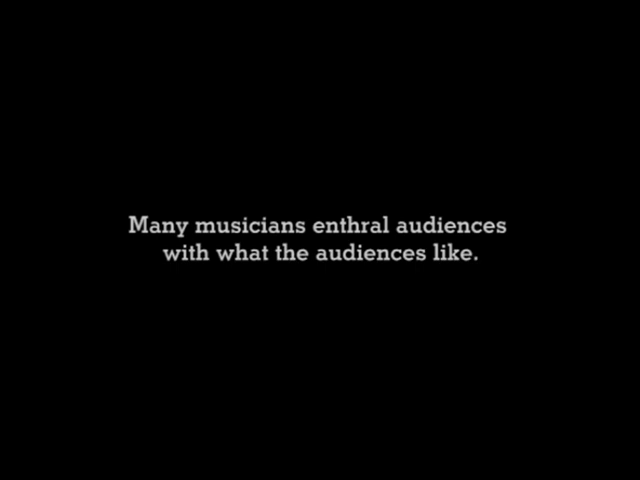 Many musicians enthral audiences
with what the audiences like.